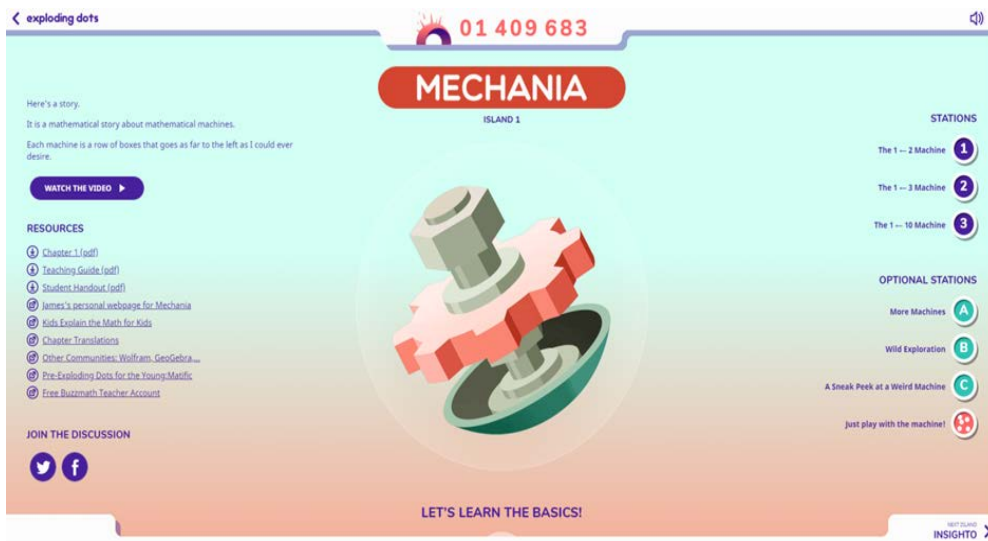 exploding dots
01 409 683
MECHANIA
ISLAND 1
Here's a story.
It is a mathematical story about mathematical machines.
Each machine is a row of boxes that goes as far to the left as I could ever
desire.
WATCH THE VIDEO
RESOURCES
Chapter 1 (pdf)
Teaching Guide (pdf)
Student Handout (pdf)
James's personal webpage for Mechania
Kids Explain the Math for Kids
Chapter Translations
Other Communities: Wolfram, GeoGebra,...
Pre-Exploding Dots for the Young:Matific
Free Buzzmath Teacher Account
JOIN THE DISCUSSION
STATIONS
The 1 ← 2 Machine 1
The 1 ← 3 Machine 2
The 1 ← 10 Machine 3
OPTIONAL STATIONS
More Machines A
Wild Exploration B
A Sneak Peek at a Weird Machine C
Just play with the machine!
LET'S LEARN THE BASICS!
NEXT ISLAND
INSIGHTO